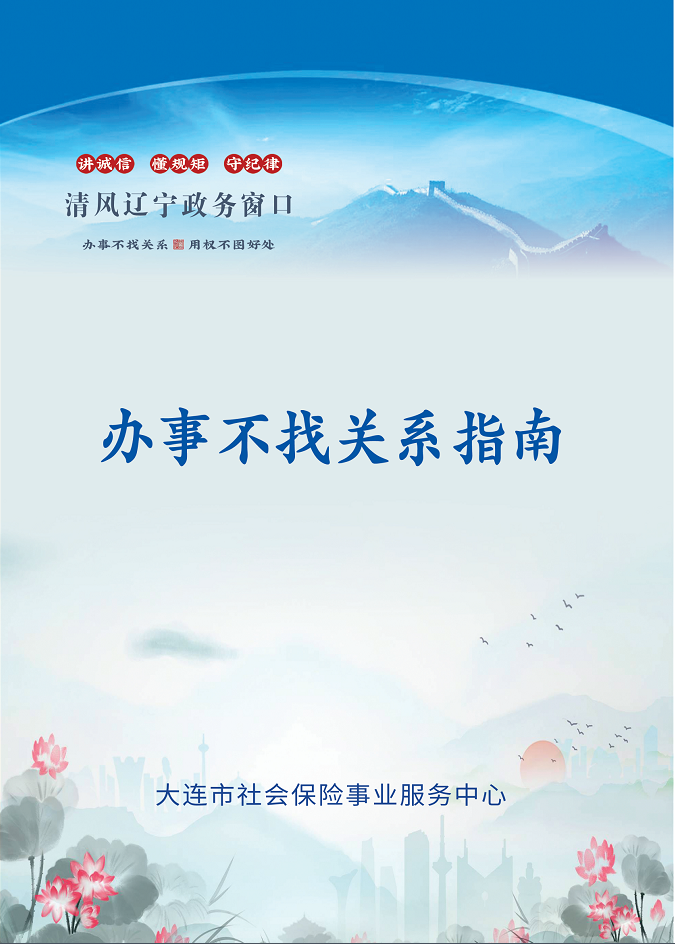 讲诚信 懂规矩 守纪律
清风辽宁政务窗口
办事不找关系 用权不图好处
办事不找关系指南
大连市社会保险事业服务中心